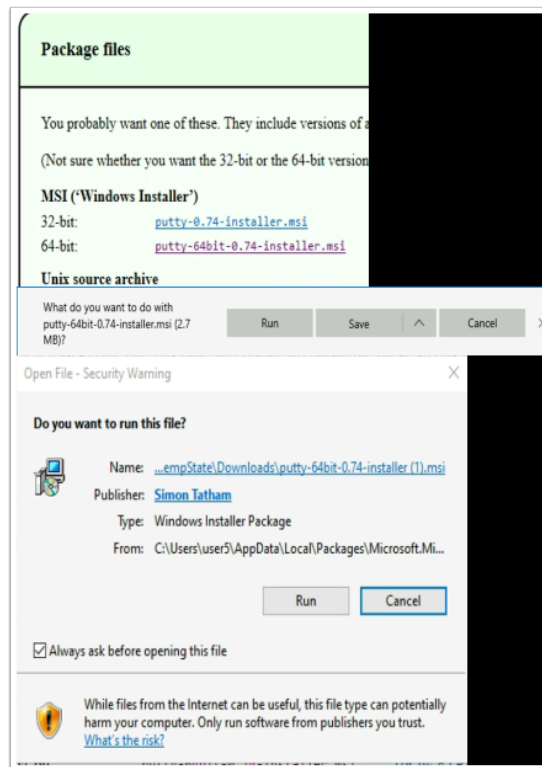 Package files
You probably want one of these. They include versions of a
(Not sure whether you want the 32-bit or the 64-bit version
MSI (‘Windows Installer’)
32-bit: putty-0.74-installer.msi
64-bit: putty-64bit-0.74-installer.msi
Unix source archive
What do you want to do with
putty-64bit-0.74-installer.msi (2.7
MB)?
Run Save Cancel
Open File - Security Warning
Do you want to run this file?
Name: ...empState\Downloads\putty-64bit-0.74-installer (1).msi
Publisher: Simon Tatham
Type: Windows Installer Package
From: C:\Users\user5\AppData\Local\Packages\Microsoft.Mi...
Run Cancel
Always ask before opening this file
While files from the Internet can be useful, this file type can potentially
harm your computer. Only run software from publishers you trust.
What's the risk?